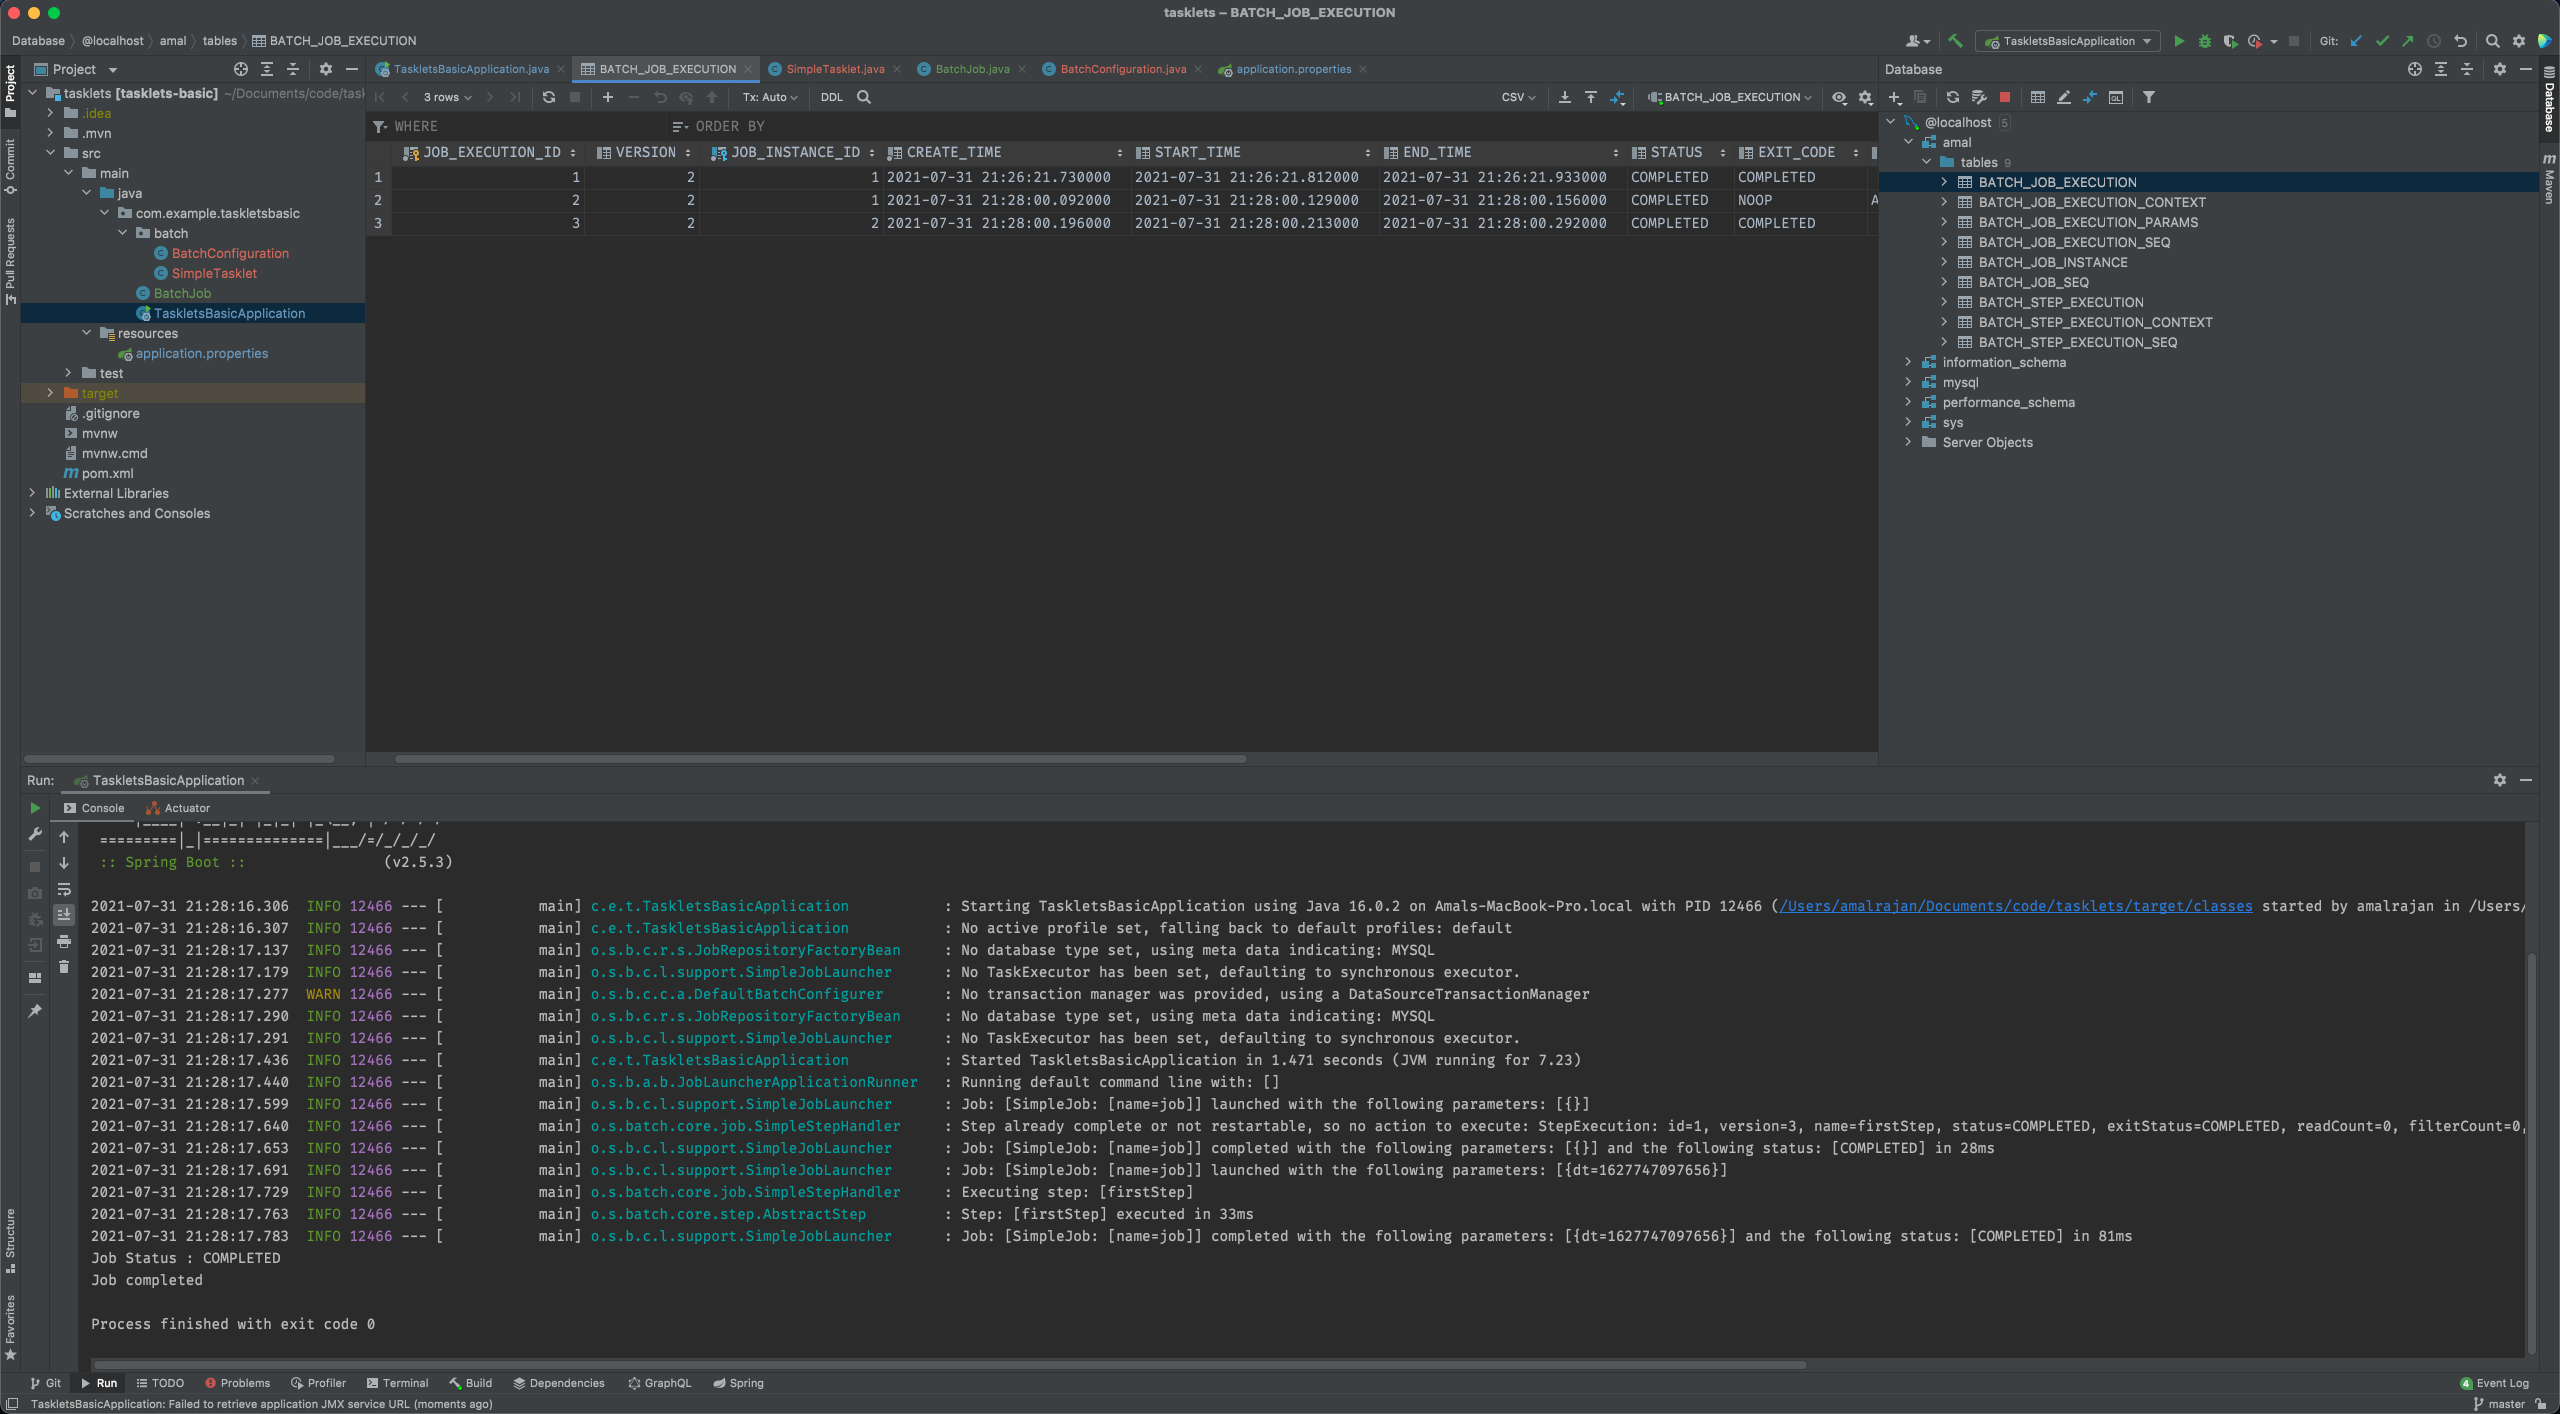 tasklets – BATCH_JOB_EXECUTION
Database @localhost amal tables BATCH_JOB_EXECUTION
TaskletsBasicApplication Git:
Project
TaskletsBasicApplication.java BATCH_JOB_EXECUTION SimpleTasklet.java BatchJob.java BatchConfiguration.java application.properties
Database
3 rows Tx: Auto DDL CSV BATCH_JOB_EXECUTION
WHERE ORDER BY
JOB_EXECUTION_ID VERSION JOB_INSTANCE_ID CREATE_TIME START_TIME END_TIME STATUS EXIT_CODE
1 1 2 1 2021-07-31 21:26:21.730000 2021-07-31 21:26:21.812000 2021-07-31 21:26:21.933000 COMPLETED COMPLETED
2 2 2 1 2021-07-31 21:28:00.092000 2021-07-31 21:28:00.129000 2021-07-31 21:28:00.156000 COMPLETED NOOP A
3 3 2 2 2021-07-31 21:28:00.196000 2021-07-31 21:28:00.213000 2021-07-31 21:28:00.292000 COMPLETED COMPLETED
Project
Commit
Pull Requests
tasklets [tasklets-basic] ~/Documents/code/task
.idea
.mvn
src
main
java
com.example.taskletsbasic
batch
BatchConfiguration
SimpleTasklet
BatchJob
TaskletsBasicApplication
resources
application.properties
test
target
.gitignore
mvnw
mvnw.cmd
pom.xml
External Libraries
Scratches and Consoles
@localhost 5
amal
tables 9
BATCH_JOB_EXECUTION
BATCH_JOB_EXECUTION_CONTEXT
BATCH_JOB_EXECUTION_PARAMS
BATCH_JOB_EXECUTION_SEQ
BATCH_JOB_INSTANCE
BATCH_JOB_SEQ
BATCH_STEP_EXECUTION
BATCH_STEP_EXECUTION_CONTEXT
BATCH_STEP_EXECUTION_SEQ
information_schema
mysql
performance_schema
sys
Server Objects
Database
Maven
Run: TaskletsBasicApplication
Console Actuator
=========|_|==============|___/=/_/_/_/
:: Spring Boot :: (v2.5.3)
2021-07-31 21:28:16.306 INFO 12466 --- [ main] c.e.t.TaskletsBasicApplication : Starting TaskletsBasicApplication using Java 16.0.2 on Amals-MacBook-Pro.local with PID 12466 (/Users/amalrajan/Documents/code/tasklets/target/classes started by amalrajan in /Users/
2021-07-31 21:28:16.307 INFO 12466 --- [ main] c.e.t.TaskletsBasicApplication : No active profile set, falling back to default profiles: default
2021-07-31 21:28:17.137 INFO 12466 --- [ main] o.s.b.c.r.s.JobRepositoryFactoryBean : No database type set, using meta data indicating: MYSQL
2021-07-31 21:28:17.179 INFO 12466 --- [ main] o.s.b.c.l.support.SimpleJobLauncher : No TaskExecutor has been set, defaulting to synchronous executor.
2021-07-31 21:28:17.277 WARN 12466 --- [ main] o.s.b.c.c.a.DefaultBatchConfigurer : No transaction manager was provided, using a DataSourceTransactionManager
2021-07-31 21:28:17.290 INFO 12466 --- [ main] o.s.b.c.r.s.JobRepositoryFactoryBean : No database type set, using meta data indicating: MYSQL
2021-07-31 21:28:17.291 INFO 12466 --- [ main] o.s.b.c.l.support.SimpleJobLauncher : No TaskExecutor has been set, defaulting to synchronous executor.
2021-07-31 21:28:17.436 INFO 12466 --- [ main] c.e.t.TaskletsBasicApplication : Started TaskletsBasicApplication in 1.471 seconds (JVM running for 7.23)
2021-07-31 21:28:17.440 INFO 12466 --- [ main] o.s.b.a.b.JobLauncherApplicationRunner : Running default command line with: []
2021-07-31 21:28:17.599 INFO 12466 --- [ main] o.s.b.c.l.support.SimpleJobLauncher : Job: [SimpleJob: [name=job]] launched with the following parameters: [{}]
2021-07-31 21:28:17.640 INFO 12466 --- [ main] o.s.batch.core.job.SimpleStepHandler : Step already complete or not restartable, so no action to execute: StepExecution: id=1, version=3, name=firstStep, status=COMPLETED, exitStatus=COMPLETED, readCount=0, filterCount=0,
2021-07-31 21:28:17.653 INFO 12466 --- [ main] o.s.b.c.l.support.SimpleJobLauncher : Job: [SimpleJob: [name=job]] completed with the following parameters: [{}] and the following status: [COMPLETED] in 28ms
2021-07-31 21:28:17.691 INFO 12466 --- [ main] o.s.b.c.l.support.SimpleJobLauncher : Job: [SimpleJob: [name=job]] launched with the following parameters: [{dt=1627747097656}]
2021-07-31 21:28:17.729 INFO 12466 --- [ main] o.s.batch.core.job.SimpleStepHandler : Executing step: [firstStep]
2021-07-31 21:28:17.763 INFO 12466 --- [ main] o.s.batch.core.step.AbstractStep : Step: [firstStep] executed in 33ms
2021-07-31 21:28:17.783 INFO 12466 --- [ main] o.s.b.c.l.support.SimpleJobLauncher : Job: [SimpleJob: [name=job]] completed with the following parameters: [{dt=1627747097656}] and the following status: [COMPLETED] in 81ms
Job Status : COMPLETED
Job completed
Process finished with exit code 0
Structure
Favorites
Git Run TODO Problems Profiler Terminal Build Dependencies GraphQL Spring 4 Event Log
TaskletsBasicApplication: Failed to retrieve application JMX service URL (moments ago) master